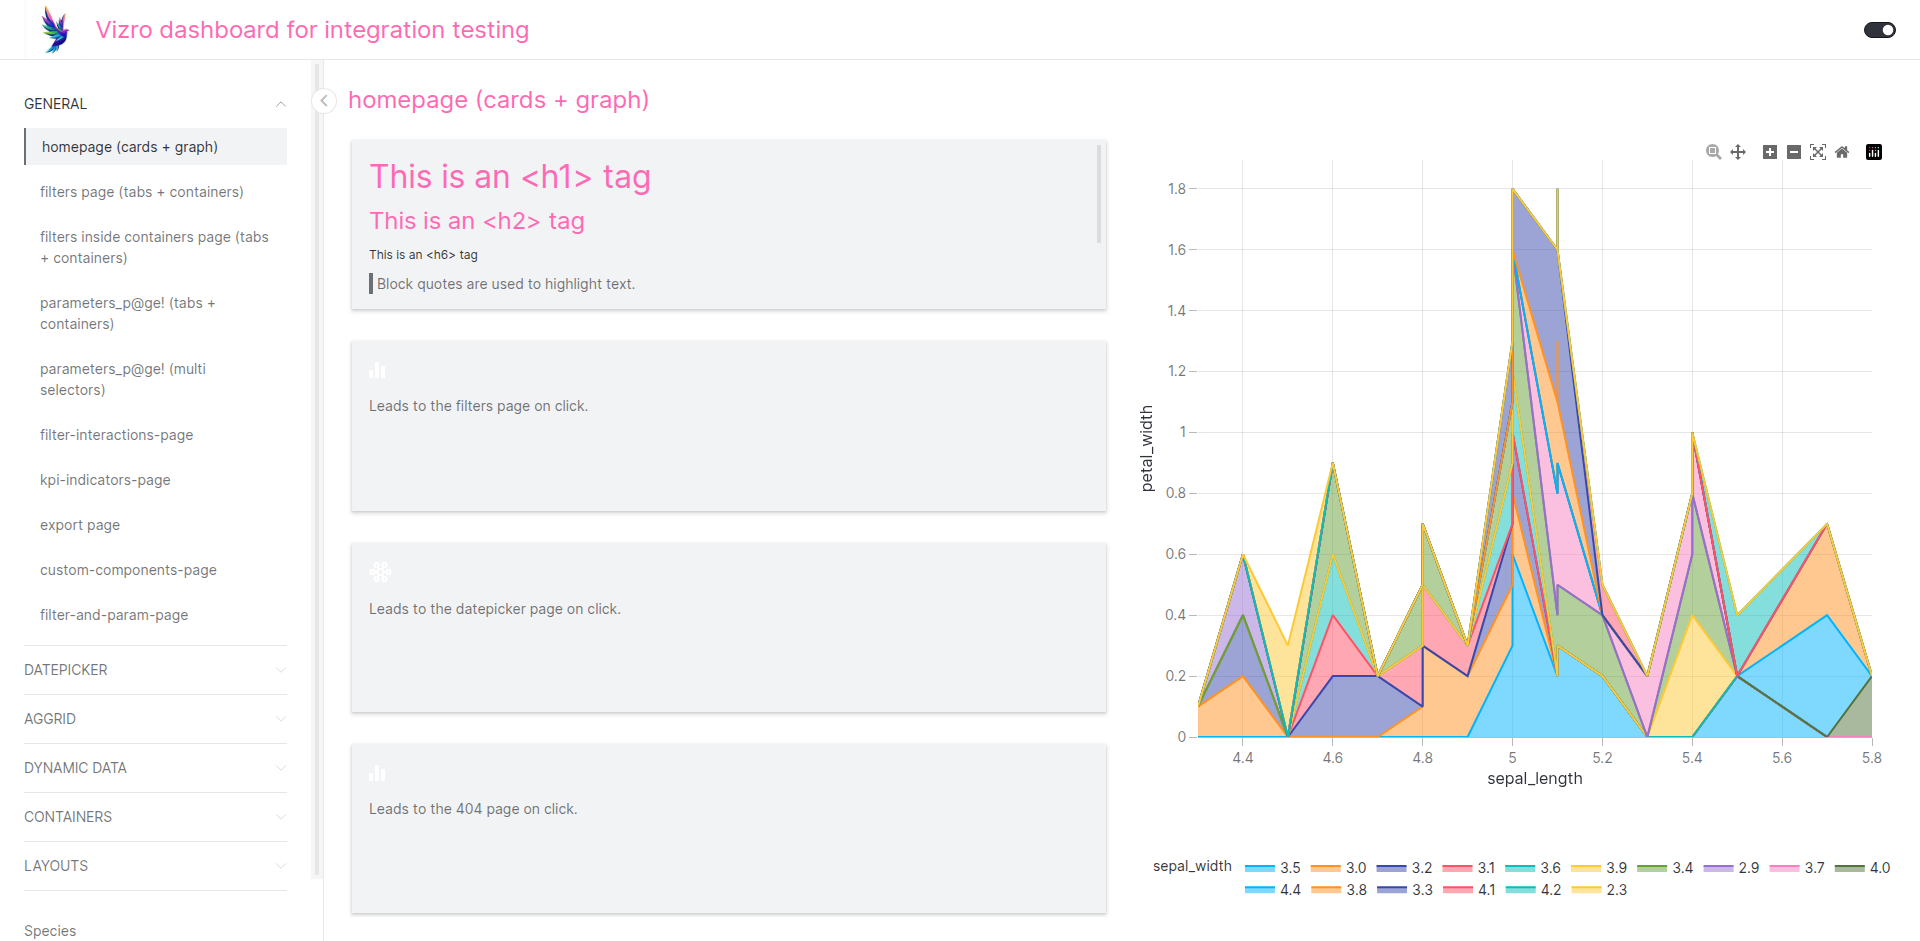 Vizro dashboard for integration testing
GENERAL
homepage (cards + graph)
filters page (tabs + containers)
filters inside containers page (tabs
+ containers)
parameters_p@ge! (tabs +
containers)
parameters_p@ge! (multi
selectors)
filter-interactions-page
kpi-indicators-page
export page
custom-components-page
filter-and-param-page
DATEPICKER
AGGRID
DYNAMIC DATA
CONTAINERS
LAYOUTS
Species
homepage (cards + graph)
This is an <h1> tag
This is an <h2> tag
This is an <h6> tag
Block quotes are used to highlight text.
Leads to the filters page on click.
Leads to the datepicker page on click.
Leads to the 404 page on click.
petal_width
1.8
1.6
1.4
1.2
1
0.8
0.6
0.4
0.2
0
4.4 4.6 4.8 5 5.2 5.4 5.6 5.8
sepal_length
sepal_width 3.5 3.0 3.2 3.1 3.6 3.9 3.4 2.9 3.7 4.0
4.4 3.8 3.3 4.1 4.2 2.3